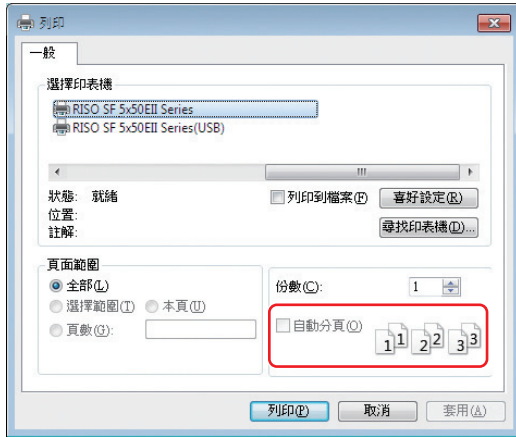 列印
一般
選擇印表機
RISO SF 5x50EII Series
RISO SF 5x50EII Series(USB)
狀態: 就緒
列印到檔案(F) 喜好設定(R)
位置:
註解:
尋找印表機(D)...
頁面範圍
全部(L)
份數(C): 1
選擇範圍(T) 本頁(U)
頁數(G):
自動分頁(O) 1 1 2 2 3 3
列印(P) 取消 套用(A)